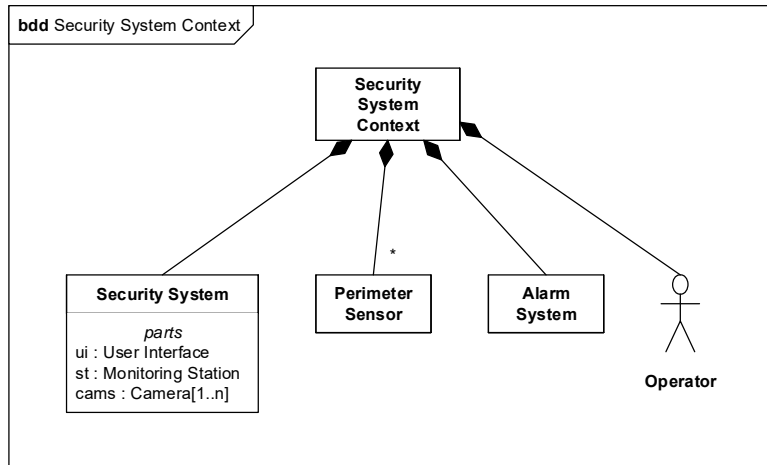 bdd Security System Context
Security
System
Context
*
Security System
parts
ui : User Interface
st : Monitoring Station
cams : Camera[1..n]
Perimeter
Sensor
Alarm
System
Operator